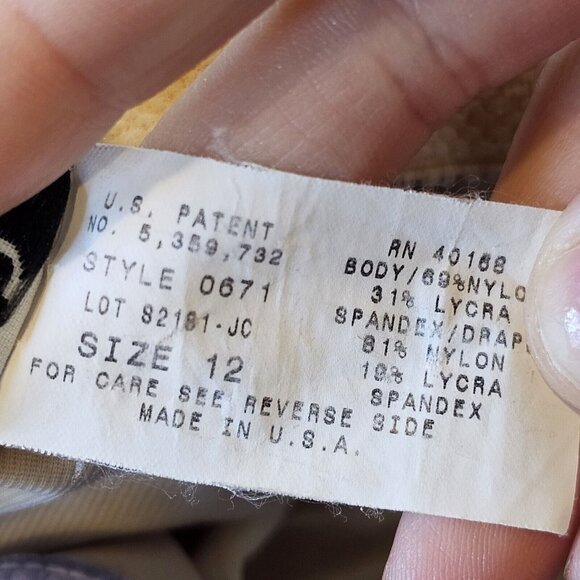 U.S. PATENT
NO. 5,359,732
STYLE 0671
LOT 82181-JC
SIZE 12
FOR CARE SEE REVERSE SIDE
MADE IN U.S.A.
RN 40168
BODY/69%NYLO
31% LYCRA
SPANDEX/DRAP
81% NYLON
19% LYCRA
SPANDEX